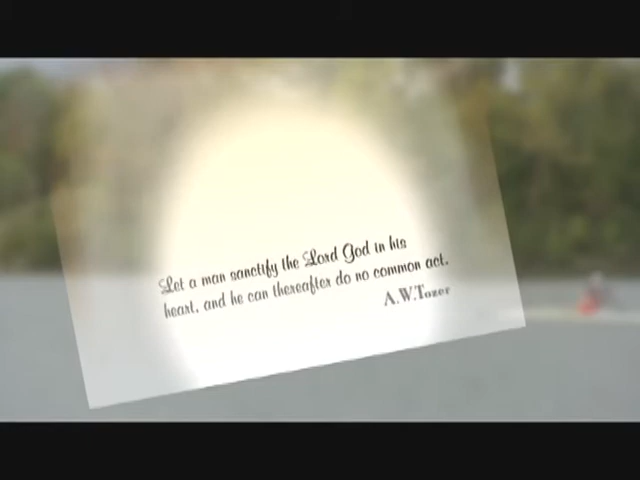 Let a man sanctify the Lord God in his
heart, and he can thereafter do no common act.
A.W.Tozer